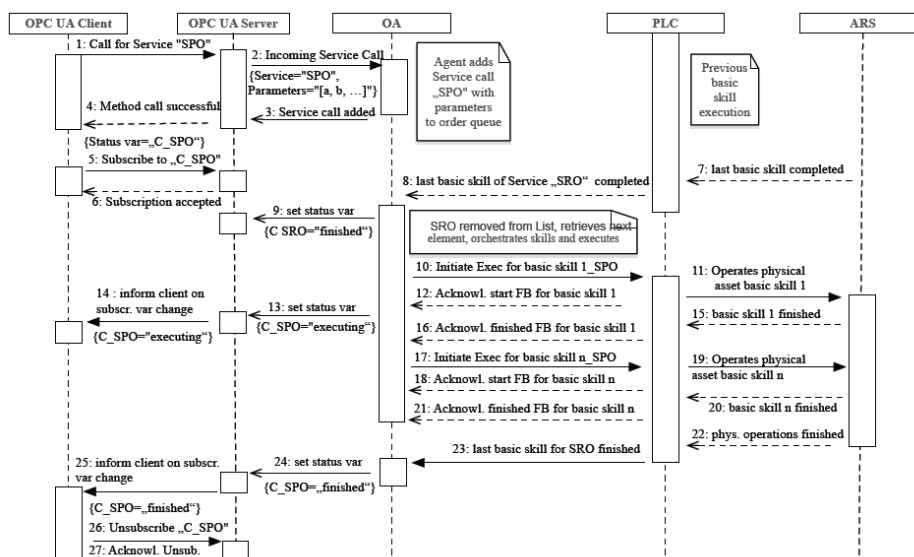 OPC UA Client
OPC UA Server
OA
PLC
ARS
1: Call for Service "SPO"
2: Incoming Service Call
{Service="SPO",
Parameters="[a, b, …]"}
Agent adds
Service call
„SPO" with
parameters
to order queue
Previous
basic
skill
execution
4: Method call successful
3: Service call added
{Status var=„C_SPO“}
5: Subscribe to „C_SPO"
6: Subscription accepted
7: last basic skill completed
8: last basic skill of Service „SRO“ completed
9: set status var
{C SRO="finished“}
SRO removed from List, retrieves next
element, orchestrates skills and executes
10: Initiate Exec for basic skill 1_SPO
11: Operates physical
asset basic skill 1
12: Acknowl. start FB for basic skill 1
13: set status var
{C_SPO="executing“}
14 : inform client on
subscr. var change
{C_SPO="executing“}
15: basic skill 1 finished
16: Acknowl. finished FB for basic skill 1
17: Initiate Exec for basic skill n_SPO
18: Acknowl. start FB for basic skill n
19: Operates physical
asset basic skill n
20: basic skill n finished
21: Acknowl. finished FB for basic skill n
22: phys. operations finished
23: last basic skill for SRO finished
24: set status var
{C_SPO=„finished“}
25: inform client on subscr.
var change
{C_SPO=„finished“}
26: Unsubscribe „C_SPO"
27: Acknowl. Unsub.